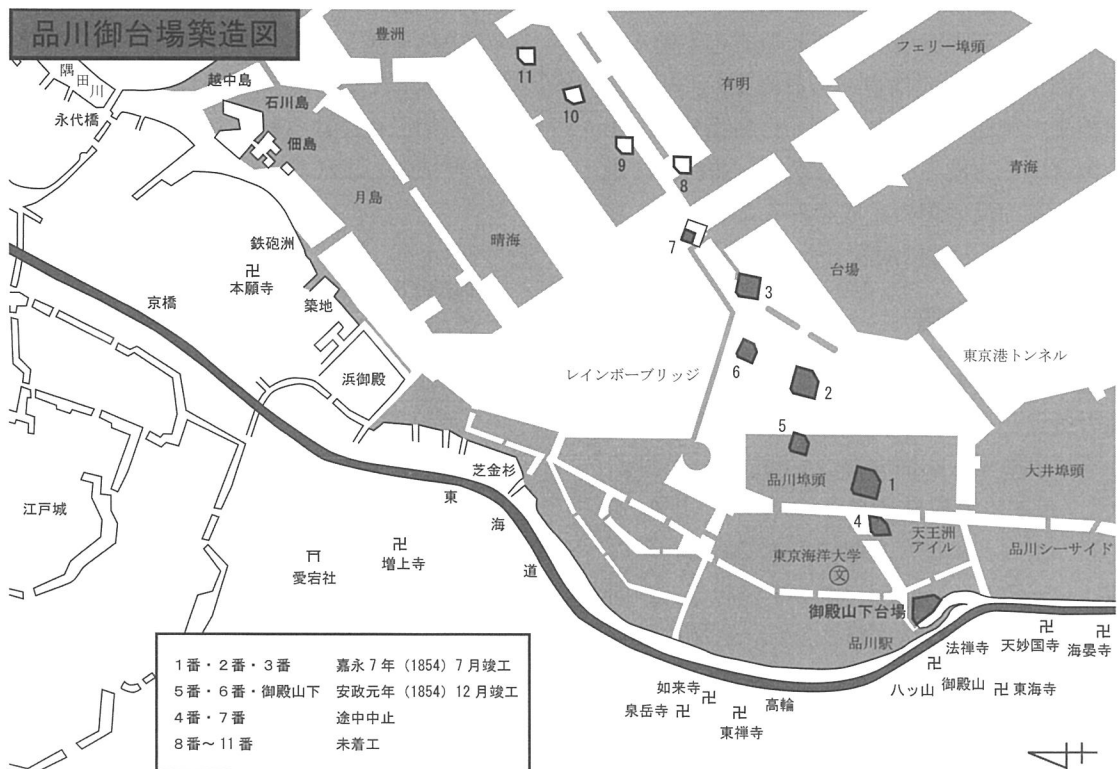 品川御台場築造図
隅田川
永代橋
越中島
石川島
佃島
豊洲
月島
晴海
有明
フェリー埠頭
青海
台場
11
10
9
8
7
3
6
2
5
1
4
鉄砲洲
本願寺
築地
京橋
浜御殿
レインボーブリッジ
東京港トンネル
江戸城
芝金杉
東海道
愛宕社
増上寺
品川埠頭
大井埠頭
天王洲
アイル
品川シーサイド
東京海洋大学
文
御殿山下台場
品川駅
法禅寺
天妙国寺
海晏寺
八ッ山
御殿山
東海寺
如来寺
泉岳寺
東禅寺
高輪
1番・2番・3番 嘉永7年(1854)7月竣工
5番・6番・御殿山下 安政元年(1854)12月竣工
4番・7番 途中中止
8番~11番 未着工